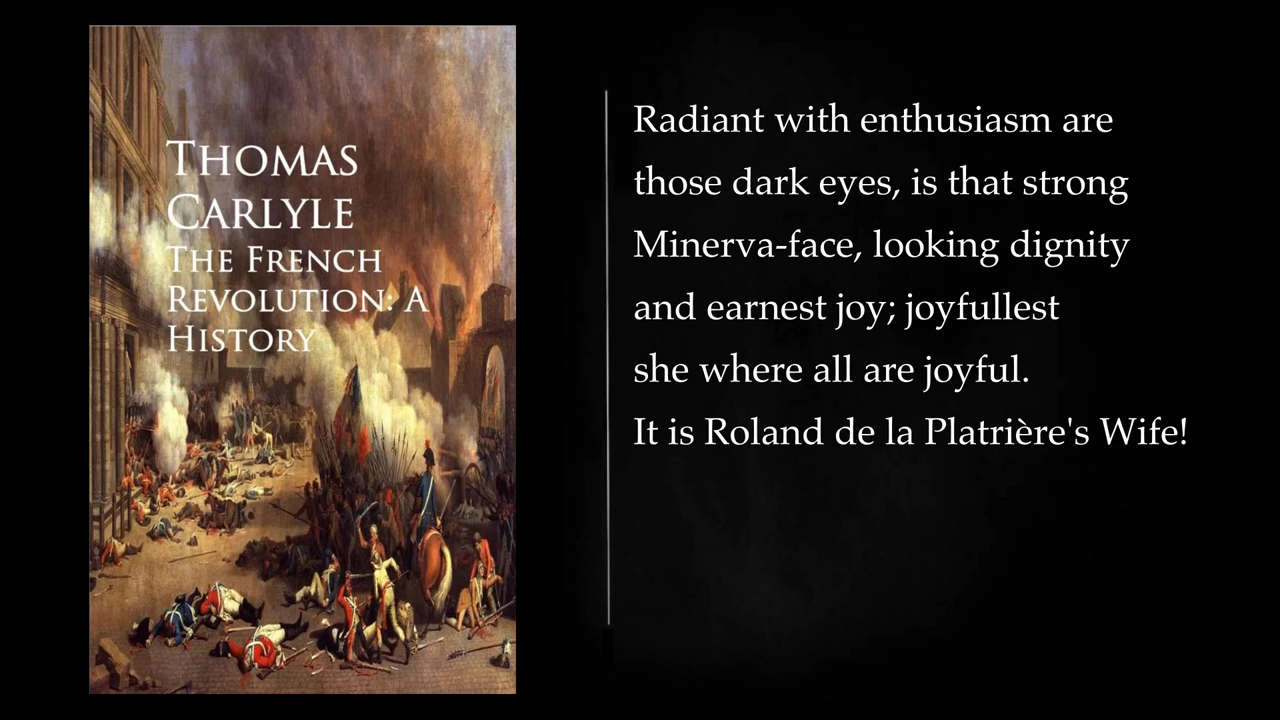 THOMAS
CARLYLE
THE FRENCH
REVOLUTION: A
HISTORY
Radiant with enthusiasm are
those dark eyes, is that strong
Minerva-face, looking dignity
and earnest joy; joyfullest
she where all are joyful.
It is Roland de la Platrière's Wife!